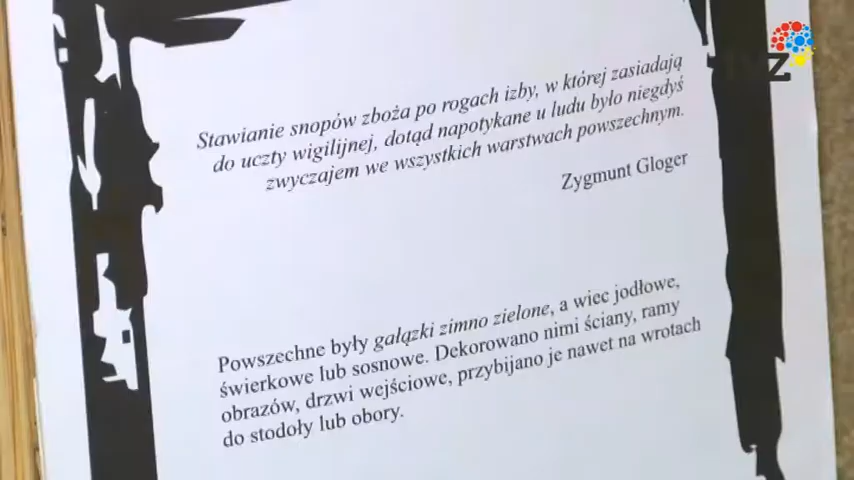 Stawianie snopów zboża po rogach izby, w której zasiadają
do uczty wigilijnej, dotąd napotykane u ludu było niegdyś
zwyczajem we wszystkich warstwach powszechnym.
Zygmunt Gloger
Powszechne były gałązki zimno zielone, a wiec jodłowe,
świerkowe lub sosnowe. Dekorowano nimi ściany, ramy
obrazów, drzwi wejściowe, przybijano je nawet na wrotach
do stodoły lub obory.